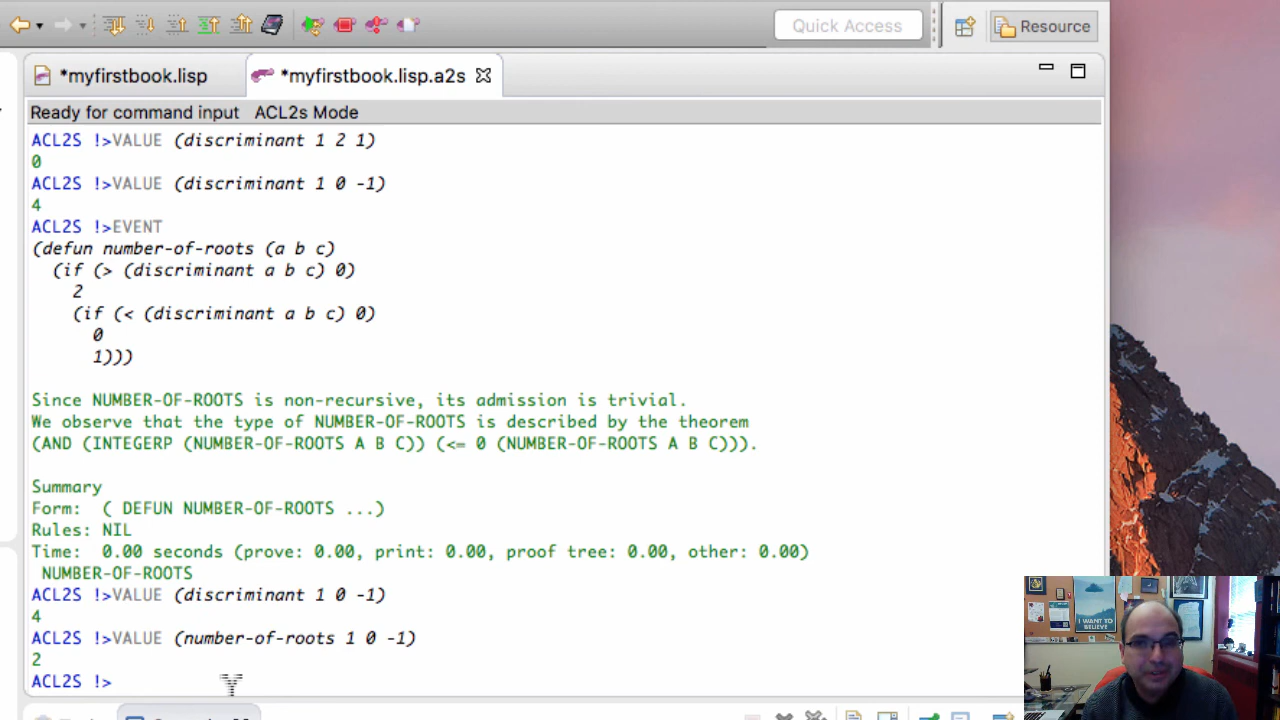 Quick Access
Resource
*myfirstbook.lisp
*myfirstbook.lisp.a2s
Ready for command input ACL2s Mode
ACL2S !>VALUE (discriminant 1 2 1)
0
ACL2S !>VALUE (discriminant 1 0 -1)
4
ACL2S !>EVENT
(defun number-of-roots (a b c)
(if (> (discriminant a b c) 0)
2
(if (< (discriminant a b c) 0)
0
1)))
Since NUMBER-OF-ROOTS is non-recursive, its admission is trivial.
We observe that the type of NUMBER-OF-ROOTS is described by the theorem
(AND (INTEGERP (NUMBER-OF-ROOTS A B C)) (<= 0 (NUMBER-OF-ROOTS A B C))).
Summary
Form: ( DEFUN NUMBER-OF-ROOTS ...)
Rules: NIL
Time: 0.00 seconds (prove: 0.00, print: 0.00, proof tree: 0.00, other: 0.00)
NUMBER-OF-ROOTS
ACL2S !>VALUE (discriminant 1 0 -1)
4
ACL2S !>VALUE (number-of-roots 1 0 -1)
2
ACL2S !>
I WANT TO
BELIEVE